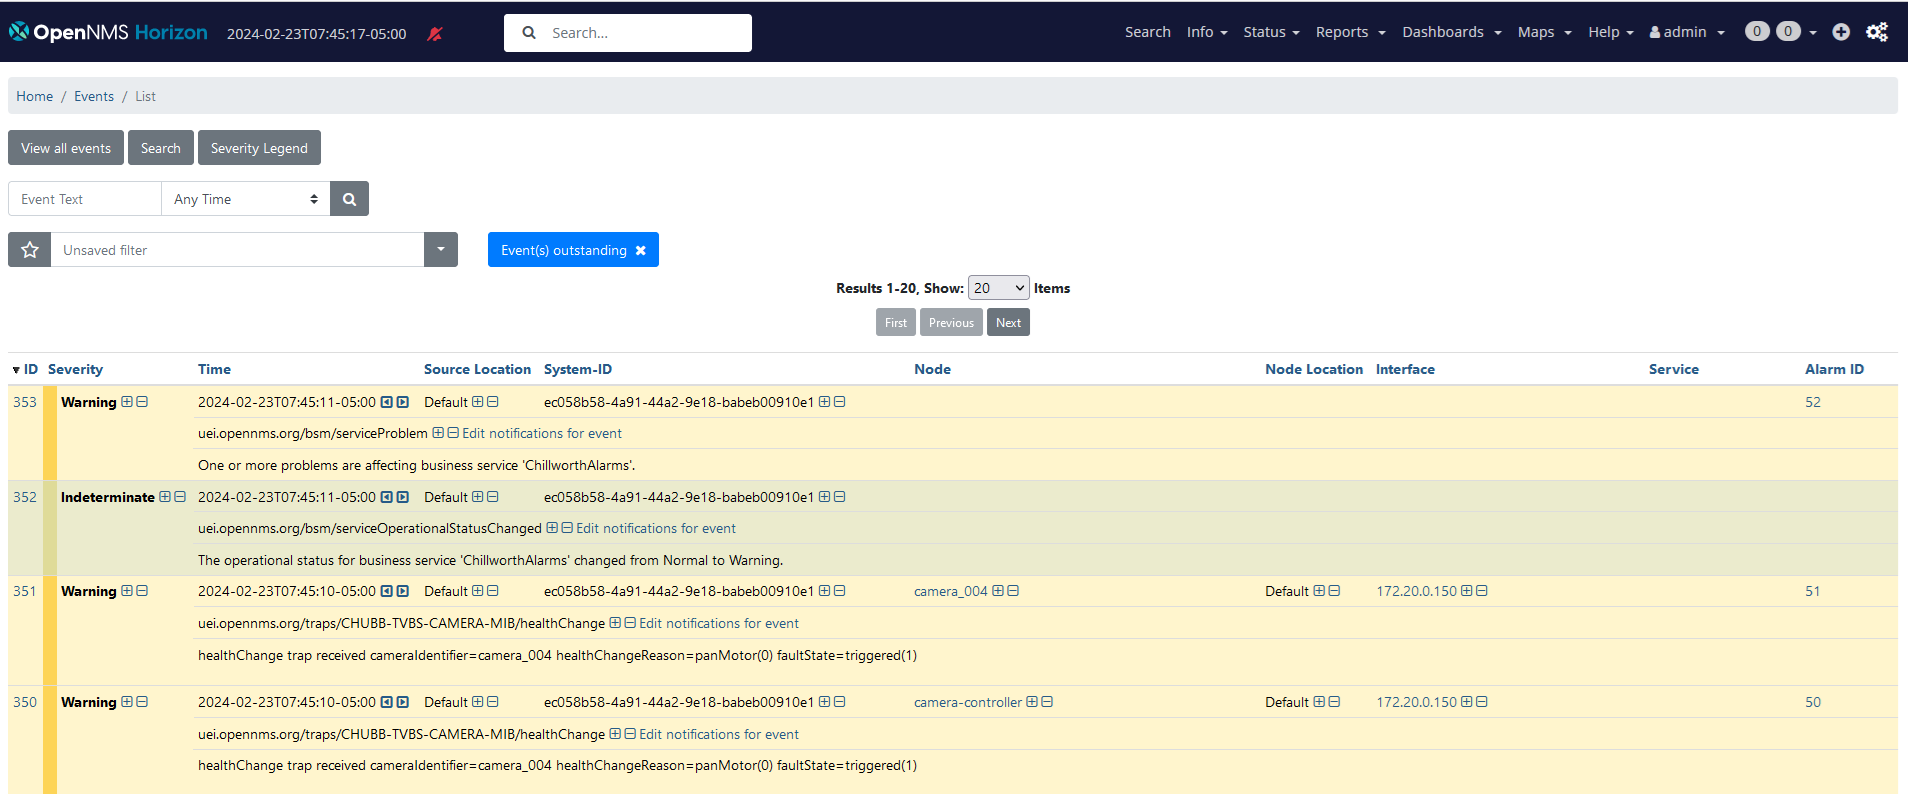 OpenNMS Horizon 2024-02-23T07:45:17-05:00 Search... Search Info Status Reports Dashboards Maps Help admin 0 0
Home / Events / List
View all events Search Severity Legend
Event Text Any Time
Unsaved filter Event(s) outstanding
Results 1-20, Show: 20 Items
First Previous Next
ID Severity Time Source Location System-ID Node Node Location Interface Service Alarm ID
353 Warning 2024-02-23T07:45:11-05:00 Default ec058b58-4a91-44a2-9e18-babeb00910e1 52
uei.opennms.org/bsm/serviceProblem Edit notifications for event
One or more problems are affecting business service 'ChillworthAlarms'.
352 Indeterminate 2024-02-23T07:45:11-05:00 Default ec058b58-4a91-44a2-9e18-babeb00910e1
uei.opennms.org/bsm/serviceOperationalStatusChanged Edit notifications for event
The operational status for business service 'ChillworthAlarms' changed from Normal to Warning.
351 Warning 2024-02-23T07:45:10-05:00 Default ec058b58-4a91-44a2-9e18-babeb00910e1 camera_004 Default 172.20.0.150 51
uei.opennms.org/traps/CHUBB-TVBS-CAMERA-MIB/healthChange Edit notifications for event
healthChange trap received cameraIdentifier=camera_004 healthChangeReason=panMotor(0) faultState=triggered(1)
350 Warning 2024-02-23T07:45:10-05:00 Default ec058b58-4a91-44a2-9e18-babeb00910e1 camera-controller Default 172.20.0.150 50
uei.opennms.org/traps/CHUBB-TVBS-CAMERA-MIB/healthChange Edit notifications for event
healthChange trap received cameraIdentifier=camera_004 healthChangeReason=panMotor(0) faultState=triggered(1)